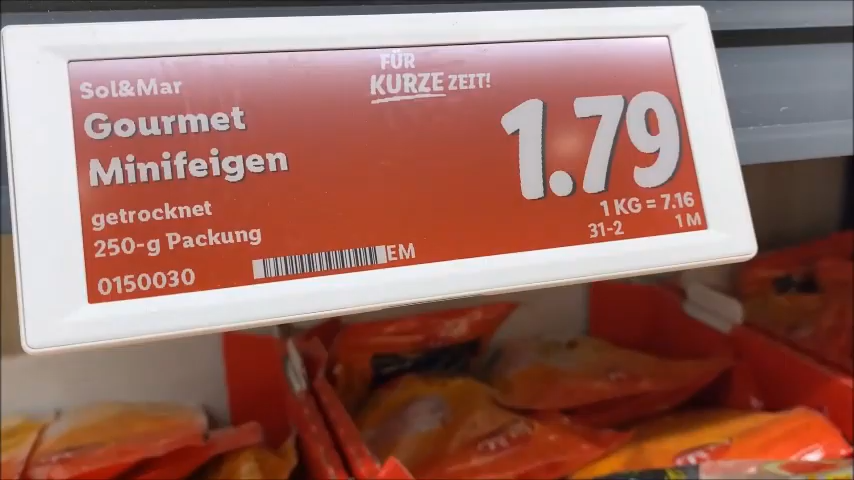 FÜR
KURZE ZEIT!
Sol&Mar
Gourmet
Minifeigen
getrocknet
250-g Packung
0150030
EM
1.79
1 KG = 7.16
31-2
1 M